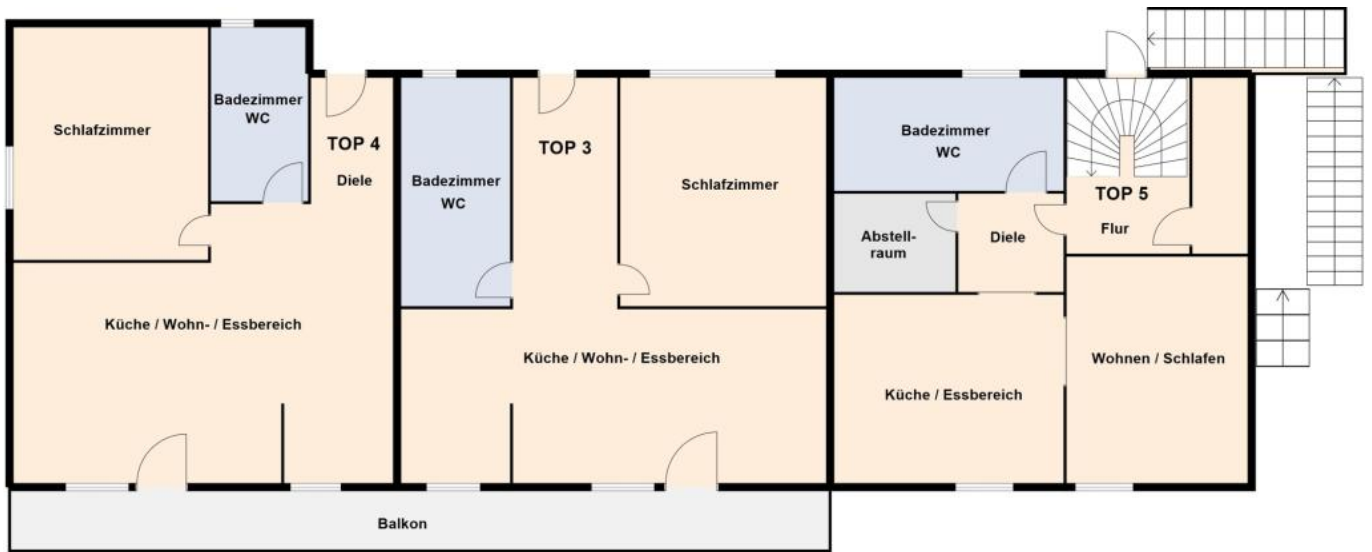 Schlafzimmer
Badezimmer
WC
TOP 4
Diele
Küche / Wohn- / Essbereich
Badezimmer
WC
TOP 3
Schlafzimmer
Küche / Wohn- / Essbereich
Badezimmer
WC
Abstell-
raum
Diele
TOP 5
Flur
Küche / Essbereich
Wohnen / Schlafen
Balkon